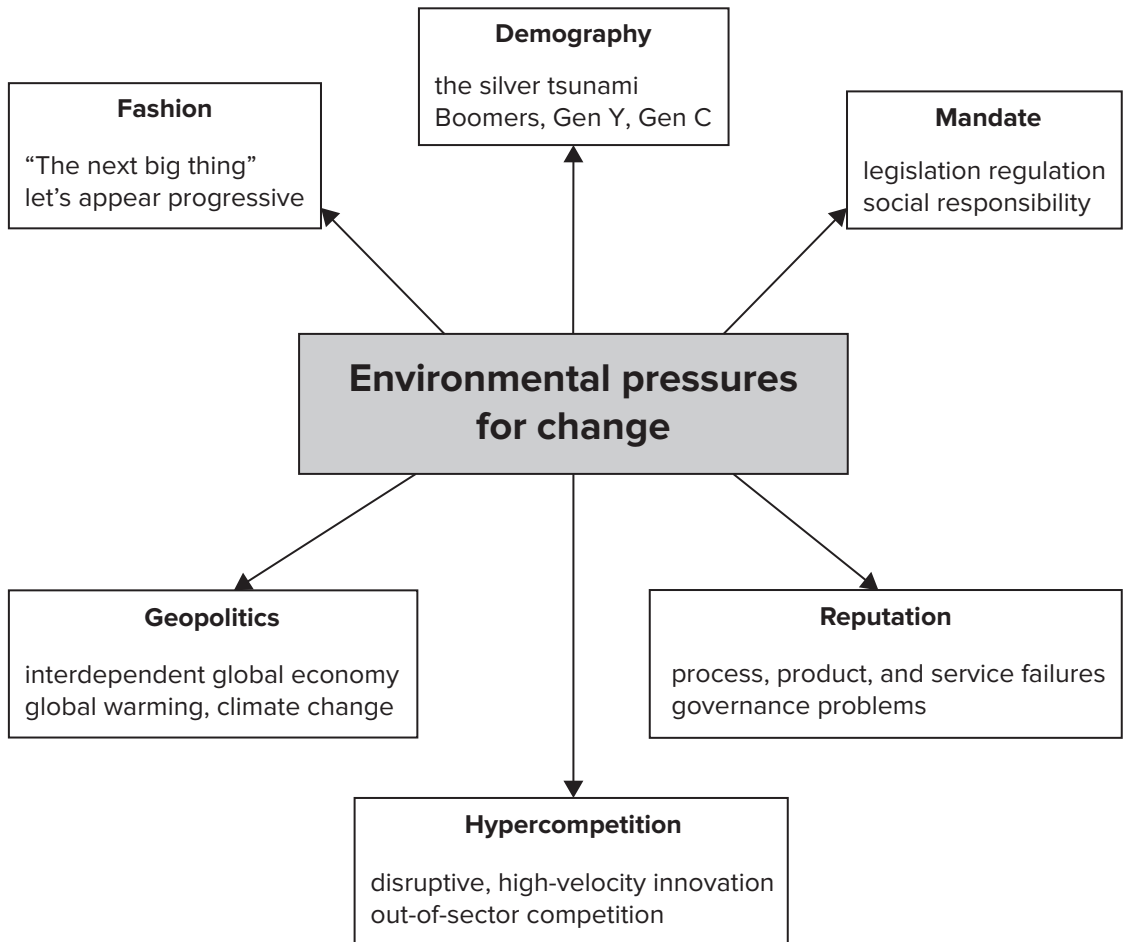 Demography
the silver tsunami
Boomers, Gen Y, Gen C
Fashion
“The next big thing”
let’s appear progressive
Mandate
legislation regulation
social responsibility
Environmental pressures
for change
Geopolitics
interdependent global economy
global warming, climate change
Reputation
process, product, and service failures
governance problems
Hypercompetition
disruptive, high-velocity innovation
out-of-sector competition